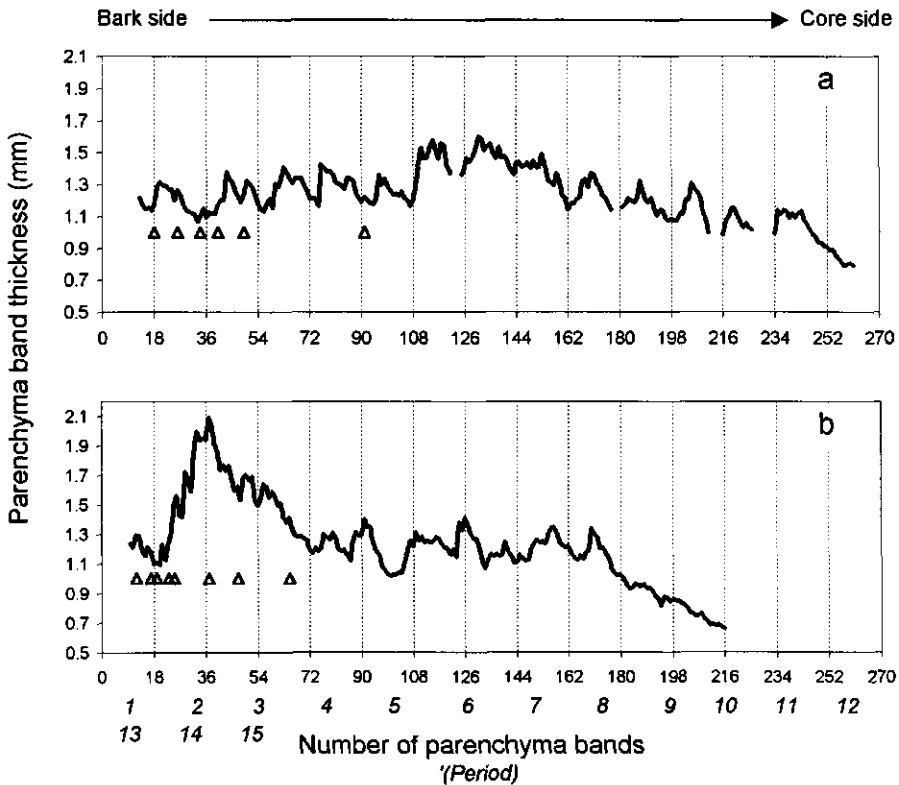 Bark side Core side
Parenchyma band thickness (mm)
2.1
1.9
1.7
1.5
1.3
1.1
0.9
0.7
0.5
a
0 18 36 54 72 90 108 126 144 162 180 198 216 234 252 270
2.1
1.9
1.7
1.5
1.3
1.1
0.9
0.7
0.5
b
0 18 36 54 72 90 108 126 144 162 180 198 216 234 252 270
1 2 3 4 5 6 7 8 9 10 11 12
13 14 15
Number of parenchyma bands
'(Period)